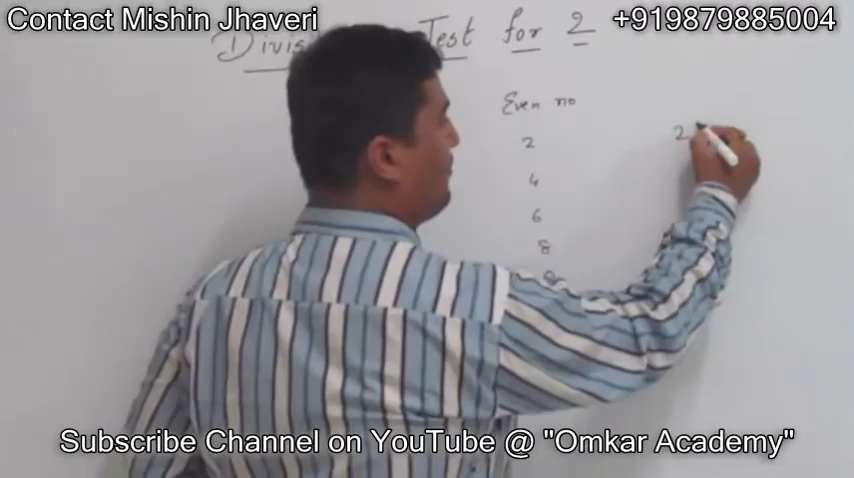 Contact Mishin Jhaveri +919879885004
Test for 2
Even no
2
2
4
6
8
Subscribe Channel on YouTube @ "Omkar Academy"